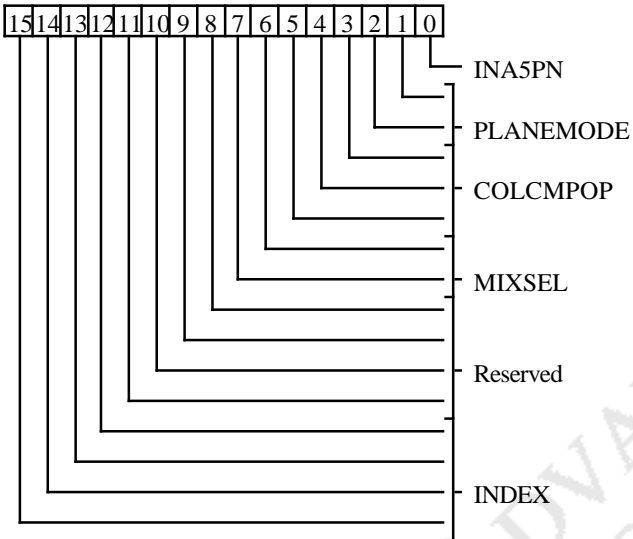 15 14 13 12 11 10 9 8 7 6 5 4 3 2 1 0
INA5PN
PLANEMODE
COLCMPOP
MIXSEL
Reserved
INDEX